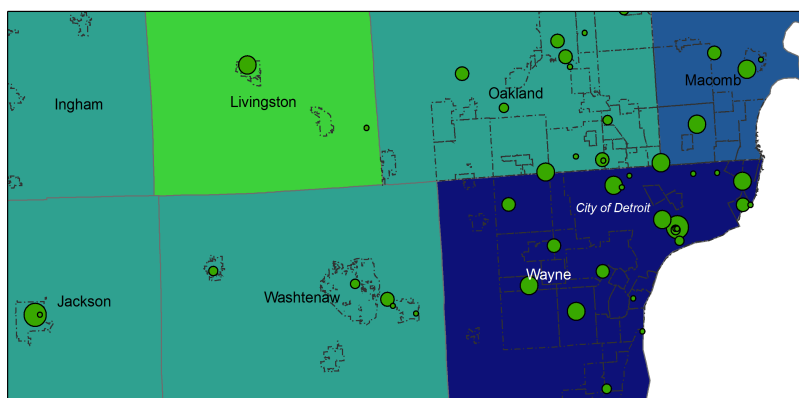 Ingham
Livingston
Oakland
Macomb
City of Detroit
Jackson
Washtenaw
Wayne